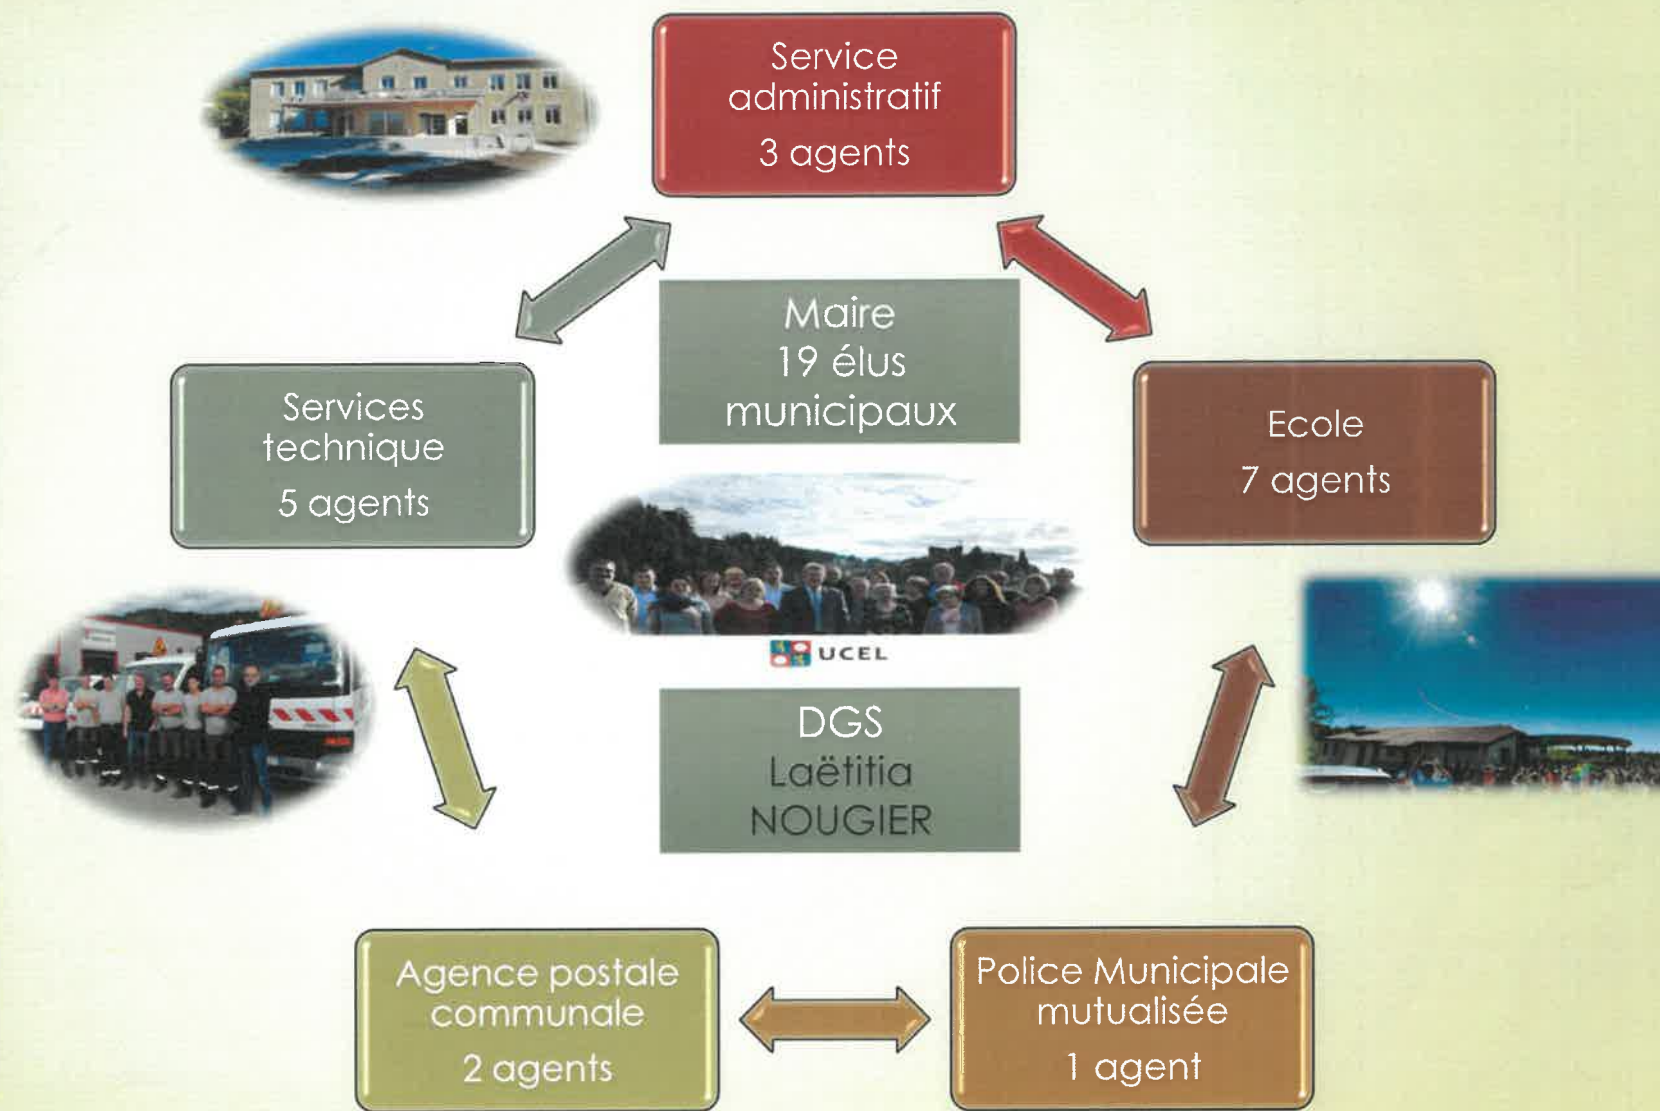 Service
administratif
3 agents
Maire
19 élus
municipaux
Services
technique
5 agents
Ecole
7 agents
UCEL
DGS
Laëtitia
NOUGIER
Agence postale
communale
2 agents
Police Municipale
mutualisée
1 agent